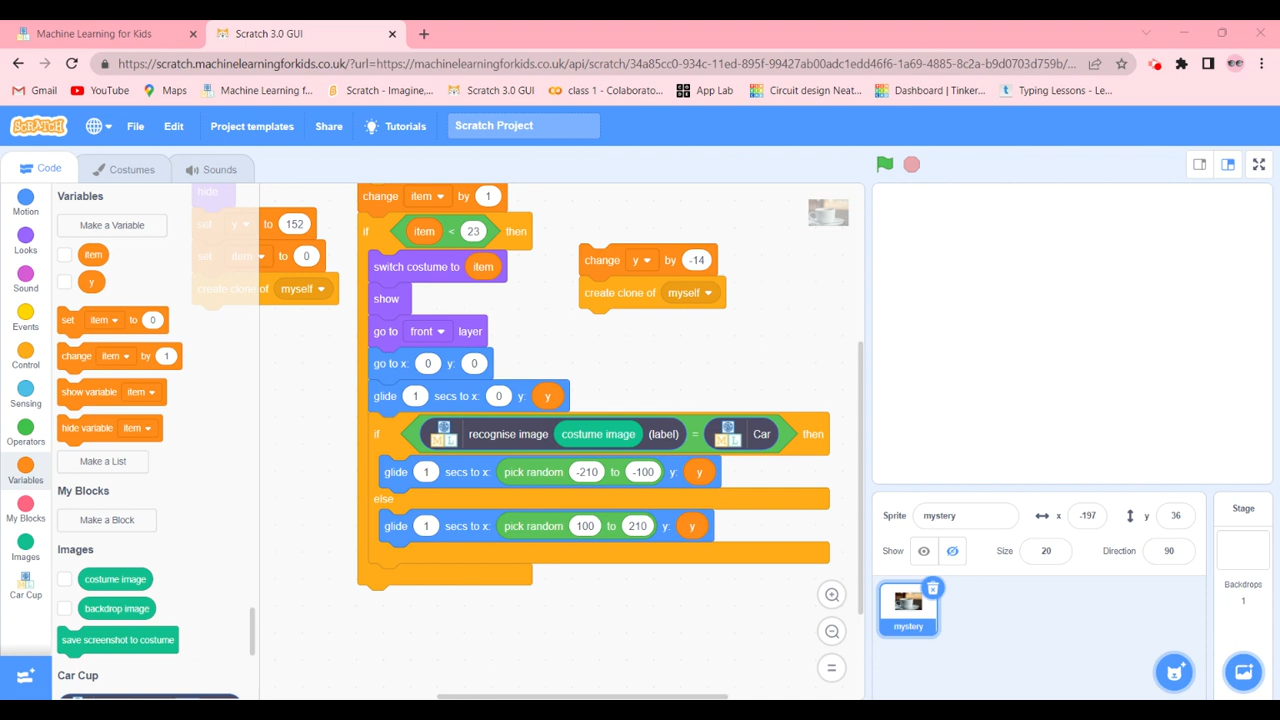 Machine Learning for Kids
Scratch 3.0 GUI
https://scratch.machinelearningforkids.co.uk/?url=https://machinelearningforkids.co.uk/api/scratch/34a85cc0-934c-11ed-895f-99427ab00adc1edd46f6-1a69-4885-8c2a-b9d0703d759b/...
Gmail YouTube Maps Machine Learning f... Scratch - Imagine,... Scratch 3.0 GUI class 1 - Colaborato... App Lab Circuit design Neat... Dashboard | Tinker... Typing Lessons - Le...
SCRATCH File Edit Project templates Share Tutorials Scratch Project
Code Costumes Sounds
Motion
Looks
Sound
Events
Control
Sensing
Operators
Variables
My Blocks
Images
Car Cup
Variables
Make a Variable
item
y
set item to 0
change item by 1
show variable item
hide variable item
Make a List
My Blocks
Make a Block
Images
costume image
backdrop image
save screenshot to costume
Car Cup
hide
set y to 152
set item to 0
create clone of myself
change item by 1
if item < 23 then
switch costume to item
show
go to front layer
go to x: 0 y: 0
glide 1 secs to x: 0 y: y
if ML recognise image costume image (label) = ML Car then
glide 1 secs to x: pick random -210 to -100 y: y
else
glide 1 secs to x: pick random 100 to 210 y: y
change y by -14
create clone of myself
Sprite mystery x -197 y 36
Show Size 20 Direction 90
mystery
Stage
Backdrops
1